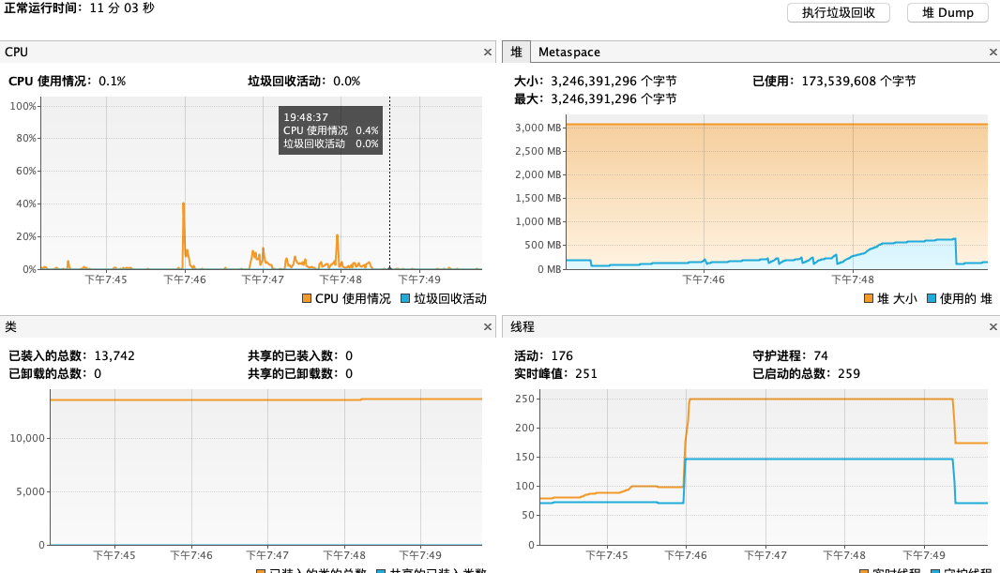 正常运行时间：11 分 03 秒
执行垃圾回收 堆 Dump
CPU
CPU 使用情况：0.1% 垃圾回收活动：0.0%
100%
80%
60%
40%
20%
0%
19:48:37
CPU 使用情况 0.4%
垃圾回收活动 0.0%
下午7:45 下午7:46 下午7:47 下午7:48 下午7:49
CPU 使用情况 垃圾回收活动
堆 Metaspace
大小：3,246,391,296 个字节 已使用：173,539,608 个字节
最大：3,246,391,296 个字节
3,000 MB
2,500 MB
2,000 MB
1,500 MB
1,000 MB
500 MB
0 MB
下午7:46 下午7:48
堆 大小 使用的 堆
类
已装入的总数：13,742 共享的已装入数：0
已卸载的总数：0 共享的已卸载数：0
10,000
5,000
0
下午7:45 下午7:46 下午7:47 下午7:48 下午7:49
已装入的类的总数 共享的已装入类数
线程
活动：176 守护进程：74
实时峰值：251 已启动的总数：259
250
200
150
100
50
0
下午7:45 下午7:46 下午7:47 下午7:48 下午7:49
实时线程 守护线程